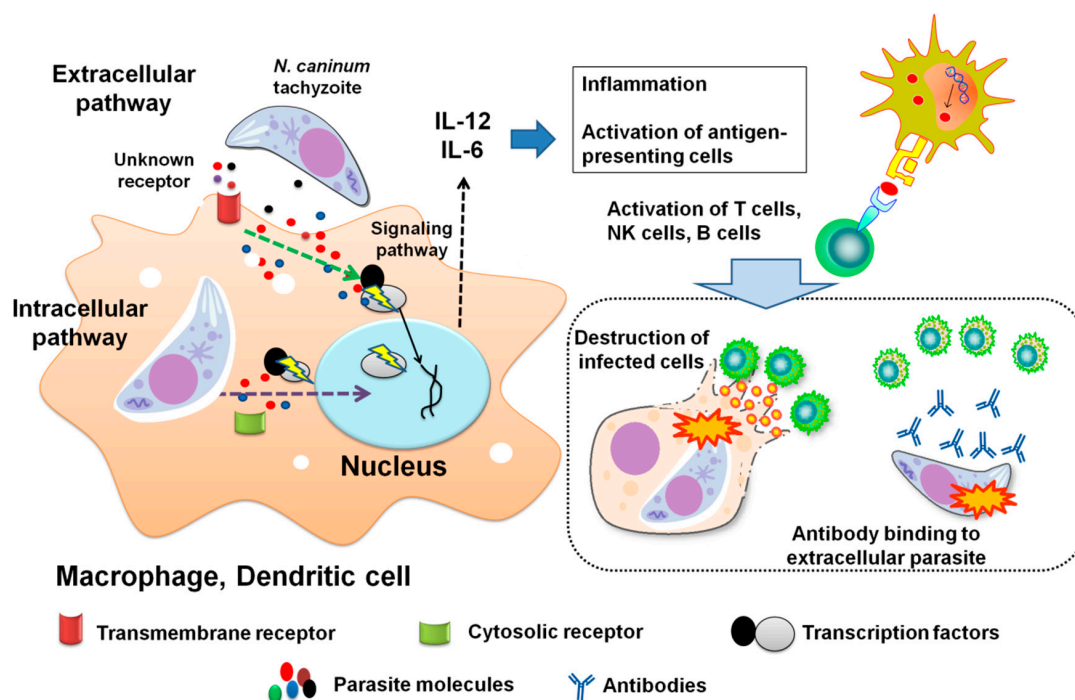 Extracellular
pathway
N. caninum
tachyzoite
Unknown
receptor
IL-12
IL-6
Inflammation
Activation of antigen-
presenting cells
Signaling
pathway
Activation of T cells,
NK cells, B cells
Intracellular
pathway
Nucleus
Destruction of
infected cells
Antibody binding to
extracellular parasite
Macrophage, Dendritic cell
Transmembrane receptor
Cytosolic receptor
Transcription factors
Parasite molecules
Antibodies